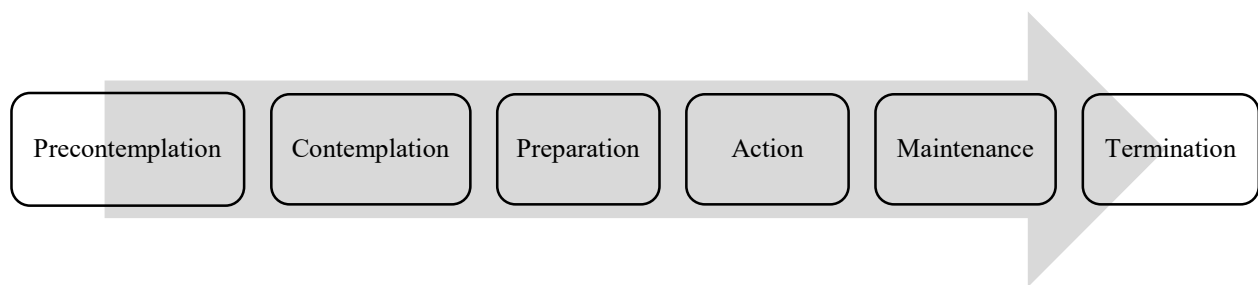 Precontemplation
Contemplation
Preparation
Action
Maintenance
Termination